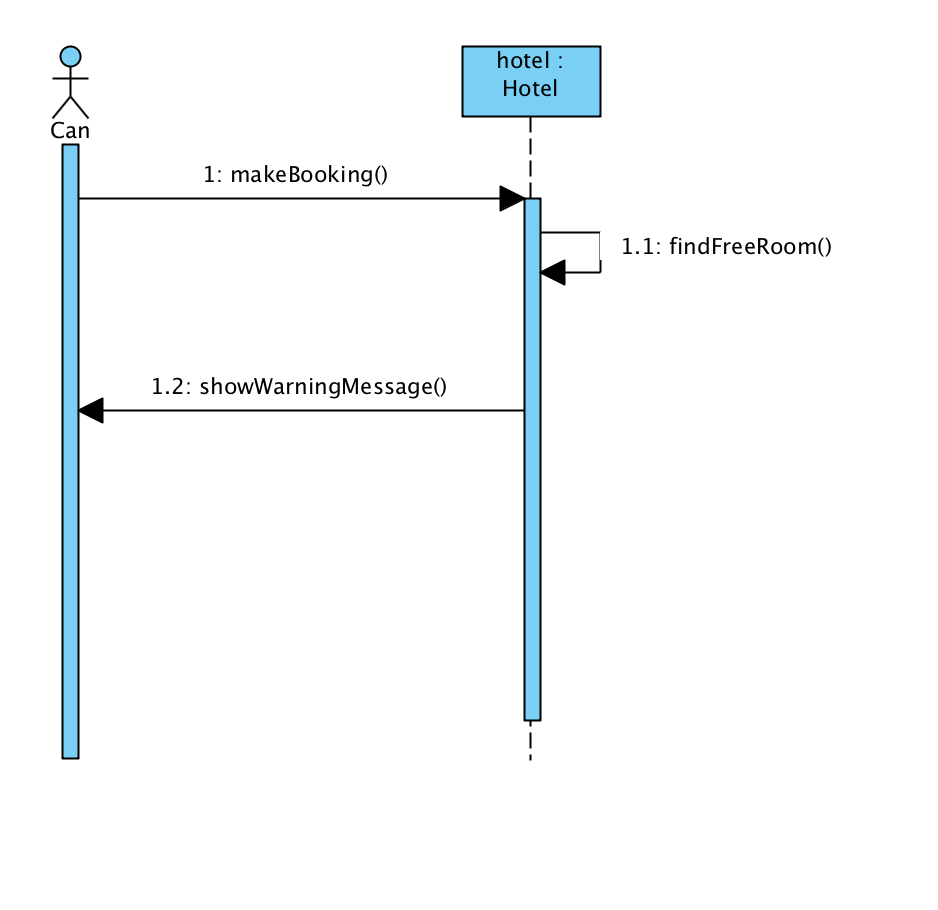 hotel :
Hotel
Can
1: makeBooking()
1.1: findFreeRoom()
1.2: showWarningMessage()